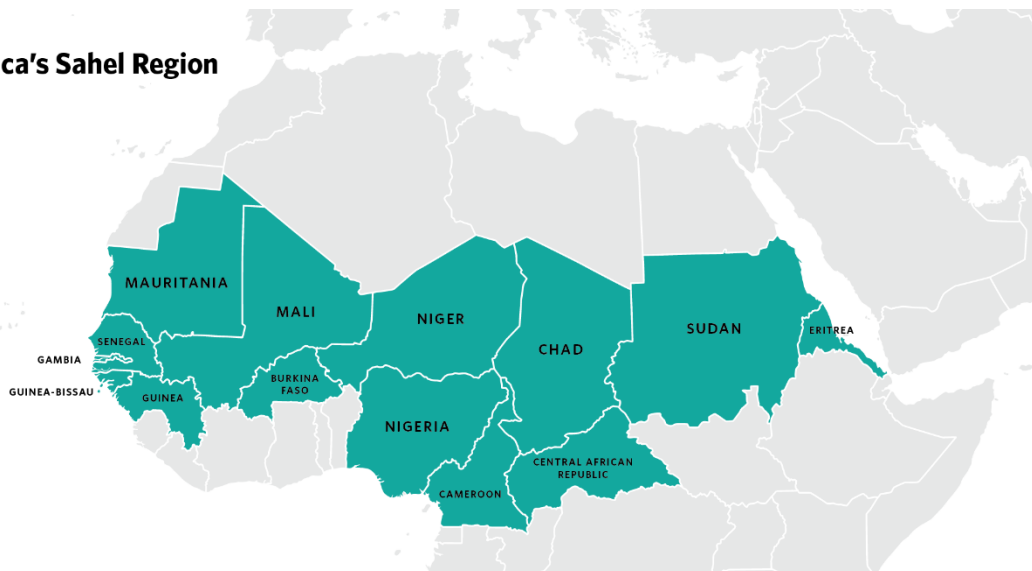 ca's Sahel Region
MAURITANIA
MALI
NIGER
CHAD
SUDAN
ERITREA
SENEGAL
GAMBIA
GUINEA-BISSAU
GUINEA
BURKINA
FASO
NIGERIA
CENTRAL AFRICAN
REPUBLIC
CAMEROON